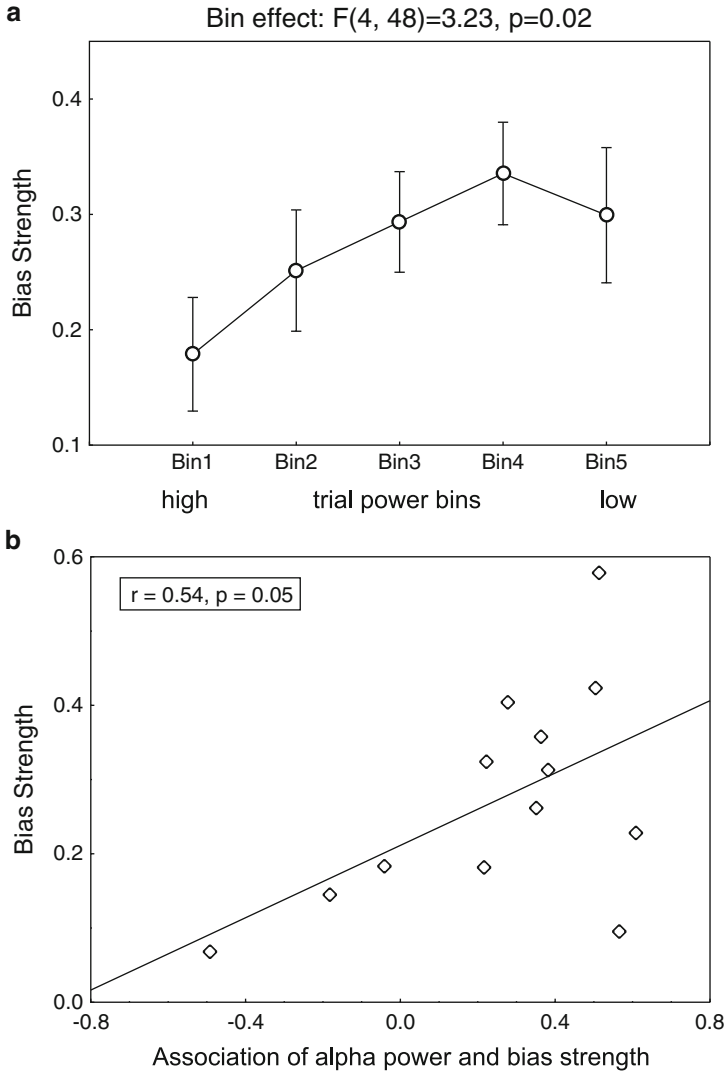 a
Bin effect: F(4, 48)=3.23, p=0.02
Bias Strength
0.4
0.3
0.2
0.1
Bin1 Bin2 Bin3 Bin4 Bin5
high trial power bins low
b
r = 0.54, p = 0.05
Bias Strength
0.6
0.4
0.2
0.0
-0.8 -0.4 0.0 0.4 0.8
Association of alpha power and bias strength